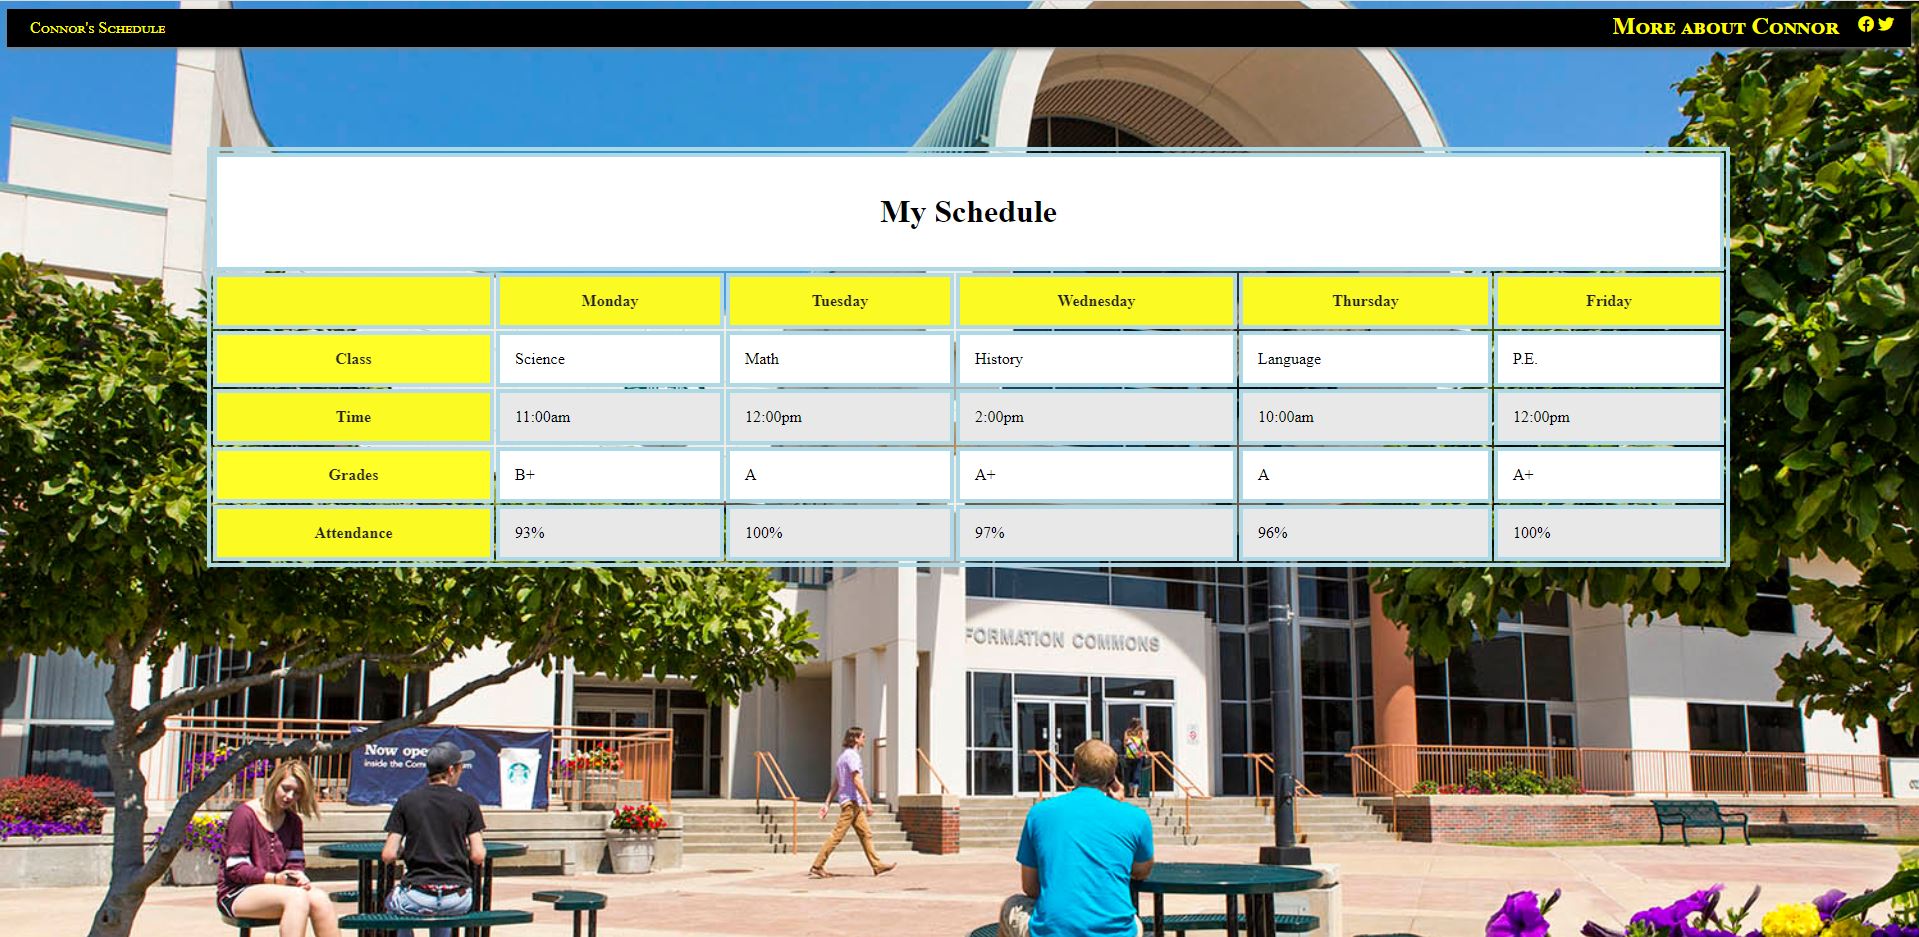 Connor's Schedule
More about Connor
My Schedule
Monday Tuesday Wednesday Thursday Friday
Class Science Math History Language P.E.
Time 11:00am 12:00pm 2:00pm 10:00am 12:00pm
Grades B+ A A+ A A+
Attendance 93% 100% 97% 96% 100%
FORMATION COMMONS
Now ope
inside the Com